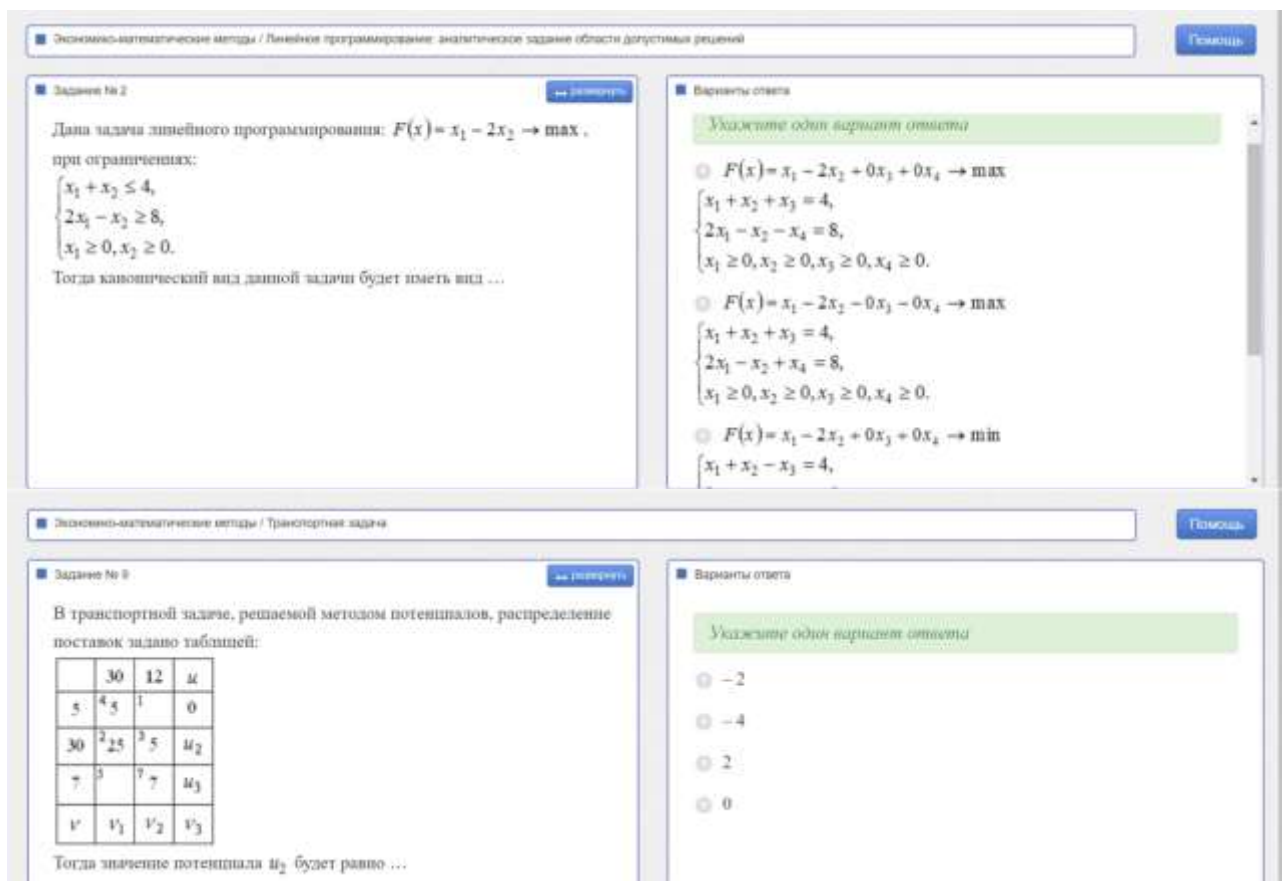 Экономико-математические методы / Линейное программирование: аналитическое задание области допустимых решений
Помощь
Задание № 2
развернуть
Дана задача линейного программирования: F(x) = x₁ − 2x₂ → max ,
при ограничениях:
x₁ + x₂ ≤ 4,
2x₁ − x₂ ≥ 8,
x₁ ≥ 0, x₂ ≥ 0.
Тогда канонический вид данной задачи будет иметь вид …
Варианты ответа
Укажите один вариант ответа
F(x) = x₁ − 2x₂ + 0x₃ + 0x₄ → max
x₁ + x₂ + x₃ = 4,
2x₁ − x₂ − x₄ = 8,
x₁ ≥ 0, x₂ ≥ 0, x₃ ≥ 0, x₄ ≥ 0.
F(x) = x₁ − 2x₂ − 0x₃ − 0x₄ → max
x₁ + x₂ + x₃ = 4,
2x₁ − x₂ + x₄ = 8,
x₁ ≥ 0, x₂ ≥ 0, x₃ ≥ 0, x₄ ≥ 0.
F(x) = x₁ − 2x₂ + 0x₃ + 0x₄ → min
x₁ + x₂ − x₃ = 4,
Экономико-математические методы / Транспортная задача
Помощь
Задание № 9
развернуть
В транспортной задаче, решаемой методом потенциалов, распределение
поставок задано таблицей:
30 12 u
5 4 5 1 0
30 2 25 3 5 u₂
7 7 7 u₃
v v₁ v₂ v₃
Тогда значение потенциала u₂ будет равно …
Варианты ответа
Укажите один вариант ответа
− 2
− 4
2
0